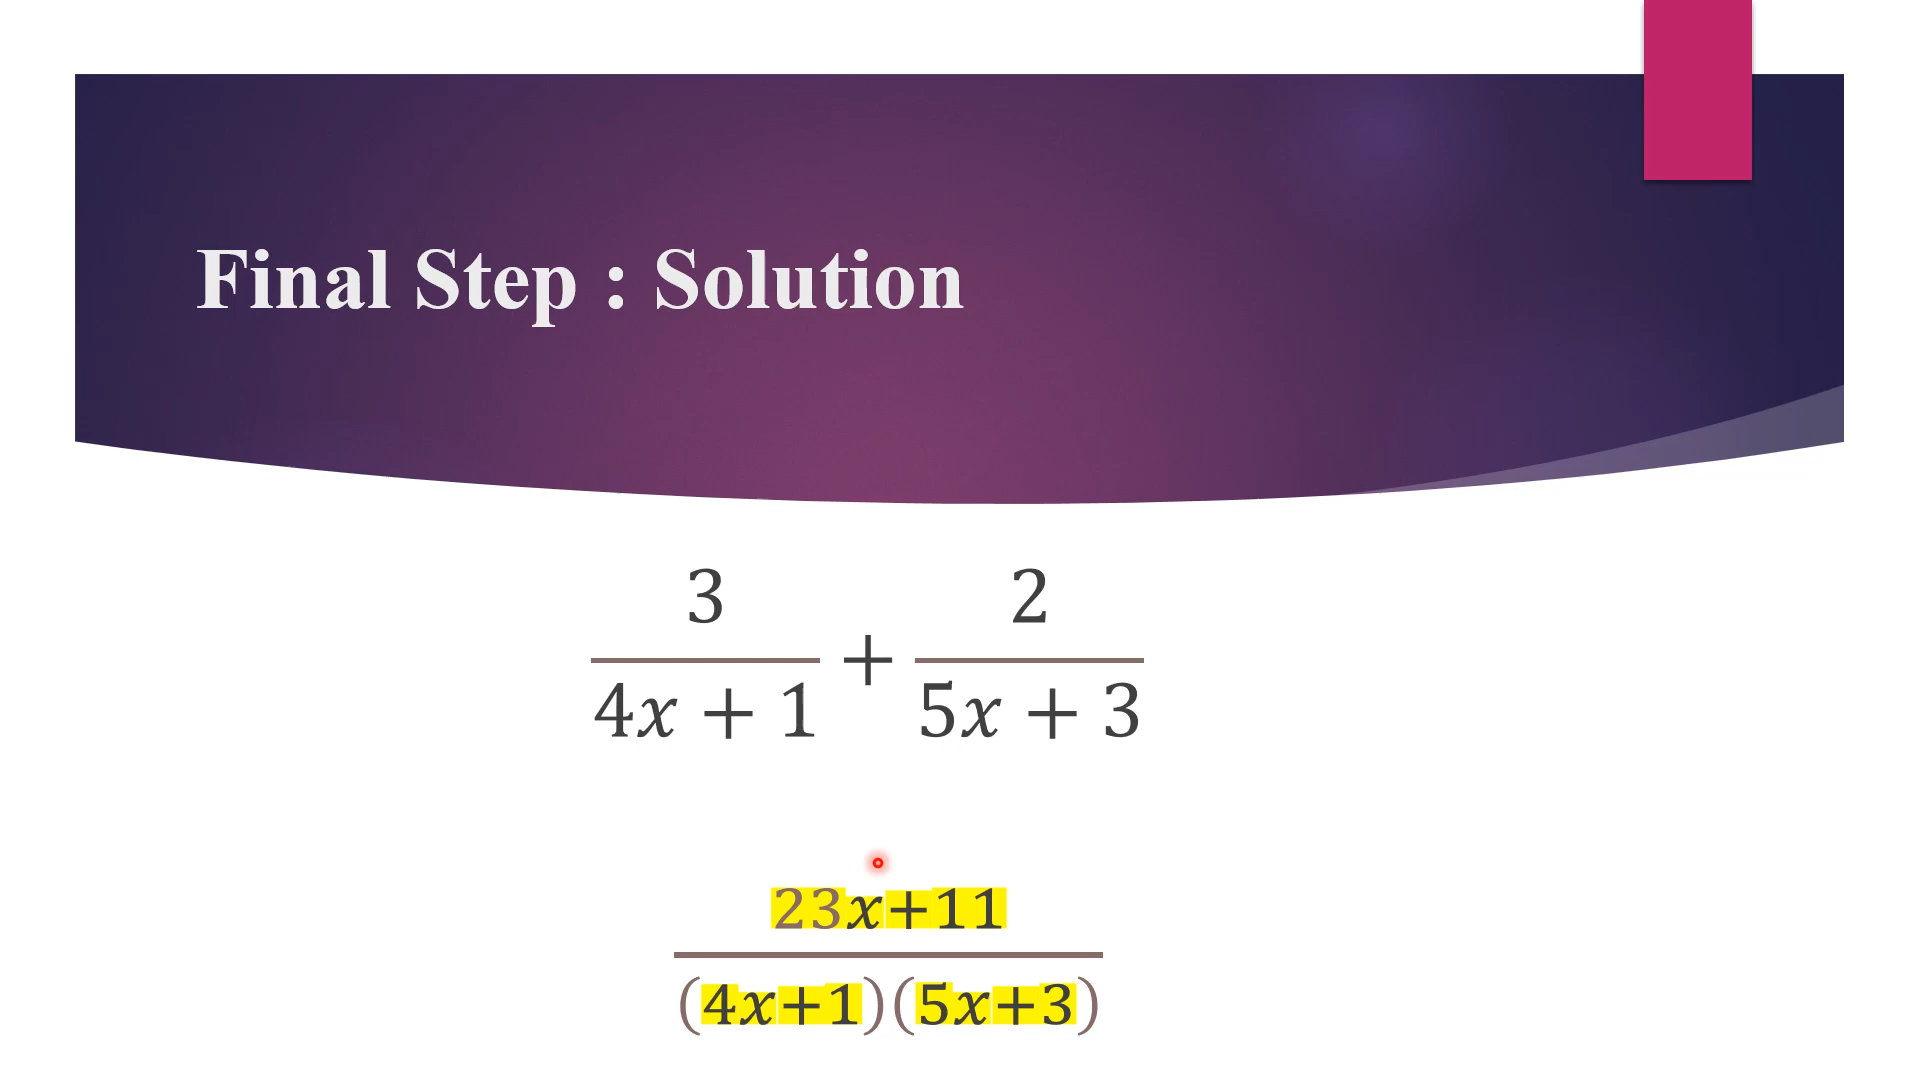 Final Step : Solution
3/(4x + 1) + 2/(5x + 3)
23x+11
(4x+1)(5x+3)